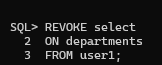 SQL> REVOKE select
2 ON departments
3 FROM user1;